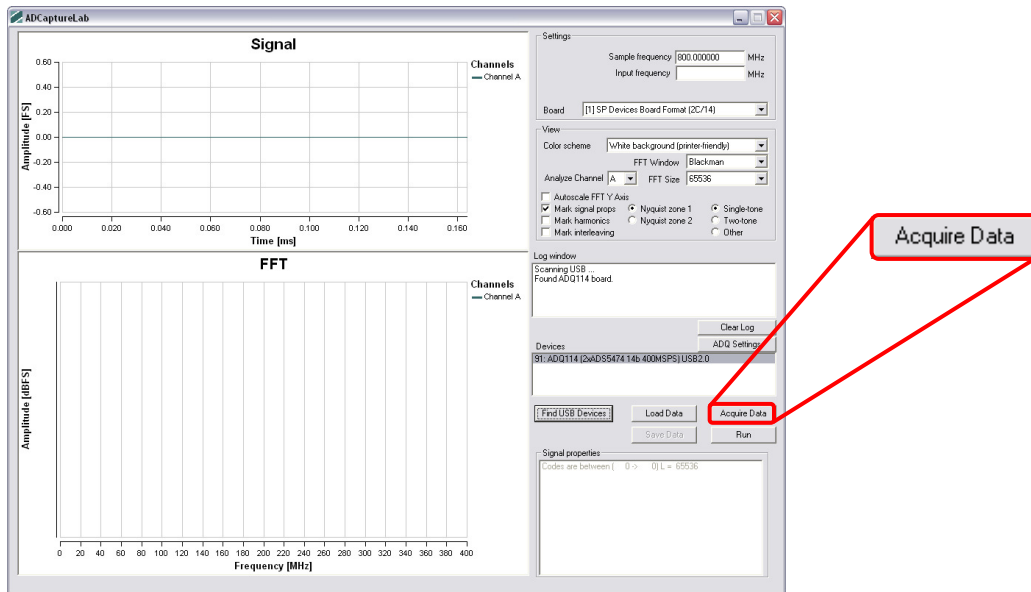 ADCaptureLab
Signal
Channels
Channel A
0.60
0.40
0.20
0.00
-0.20
-0.40
-0.60
Amplitude [FS]
0.000 0.020 0.040 0.060 0.080 0.100 0.120 0.140 0.160
Time [ms]
FFT
Channels
Channel A
Amplitude [dBFS]
0 20 40 60 80 100 120 140 160 180 200 220 240 260 280 300 320 340 360 380 400
Frequency [MHz]
Settings
Sample frequency 800.000000 MHz
Input frequency MHz
Board [1] SP Devices Board Format (2C/14)
View
Color scheme White background (printer-friendly)
FFT Window Blackman
Analyze Channel A FFT Size 65536
Autoscale FFT Y Axis
Mark signal props Nyquist zone 1 Single-tone
Mark harmonics Nyquist zone 2 Two-tone
Mark interleaving Other
Log window
Scanning USB ...
Found ADQ114 board.
Clear Log
Devices ADQ Settings
91: ADQ114 (2xADS5474 14b 400MSPS) USB2.0
Find USB Devices Load Data Acquire Data
Save Data Run
Signal properties
Codes are between ( 0 -> 0) L = 65536
Acquire Data